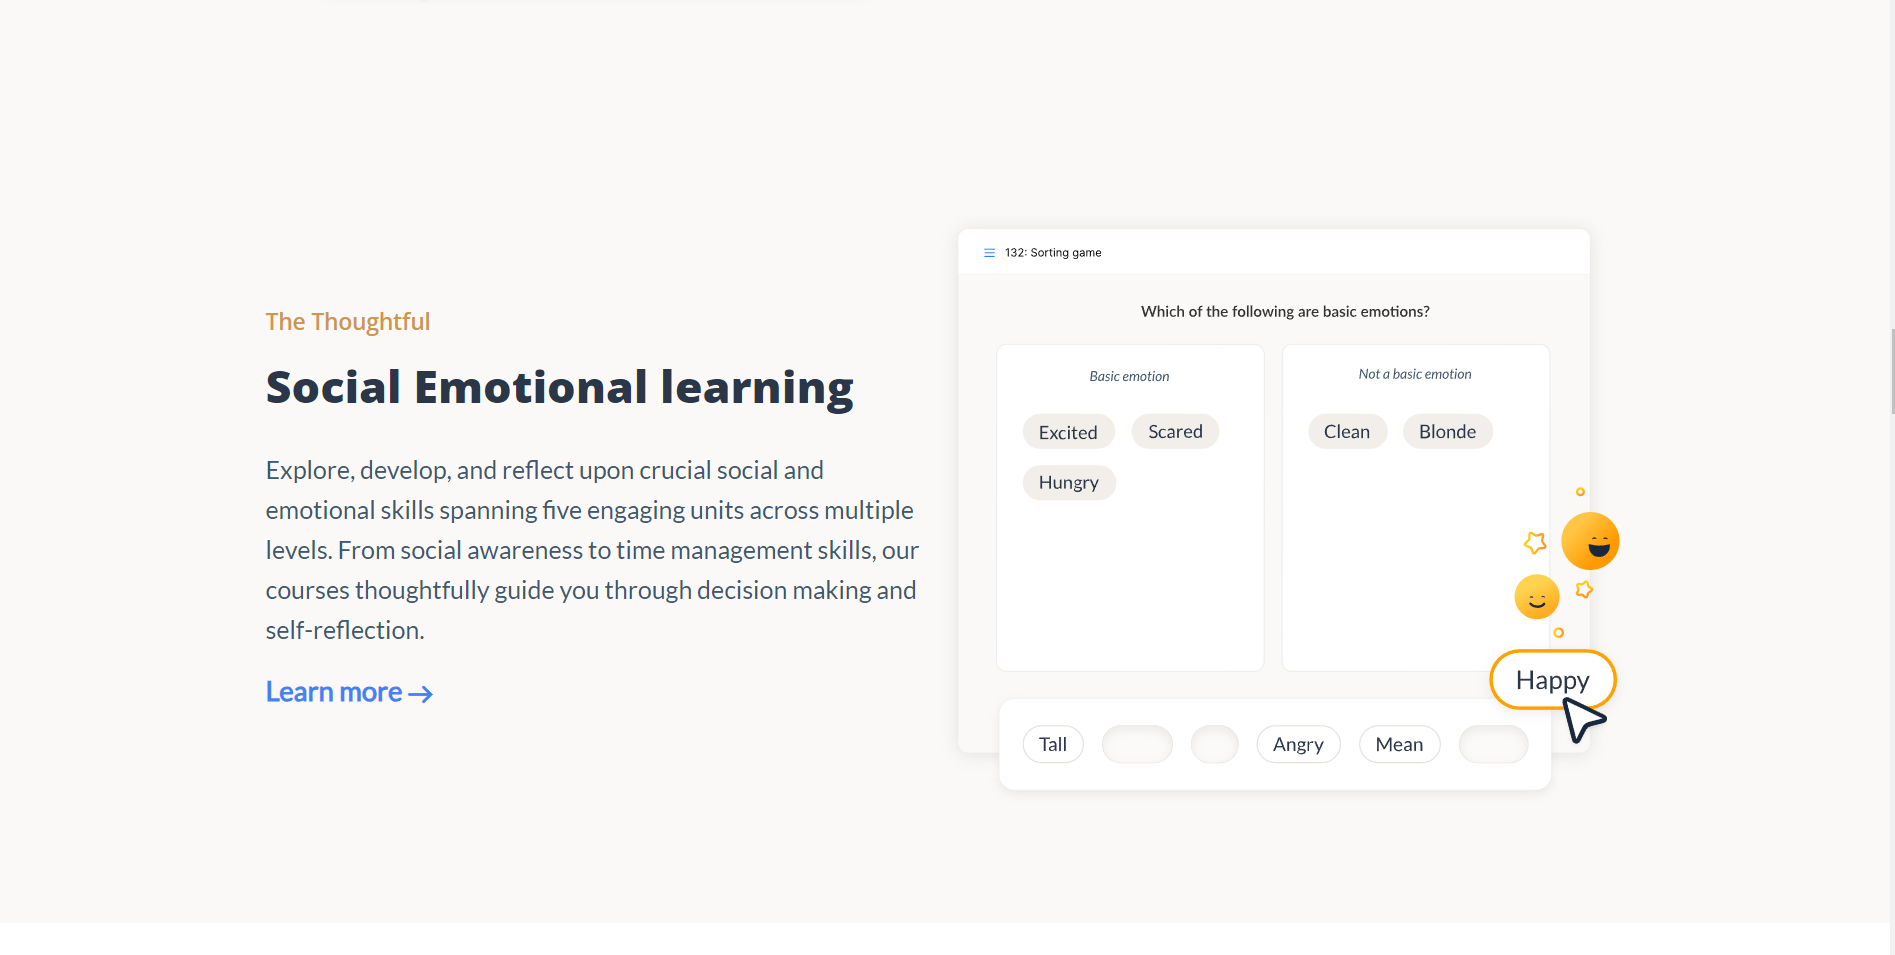 The Thoughtful
Social Emotional learning
Explore, develop, and reflect upon crucial social and
emotional skills spanning five engaging units across multiple
levels. From social awareness to time management skills, our
courses thoughtfully guide you through decision making and
self-reflection.
Learn more →
132: Sorting game
Which of the following are basic emotions?
Basic emotion
Excited Scared
Hungry
Not a basic emotion
Clean Blonde
Happy
Tall Angry Mean